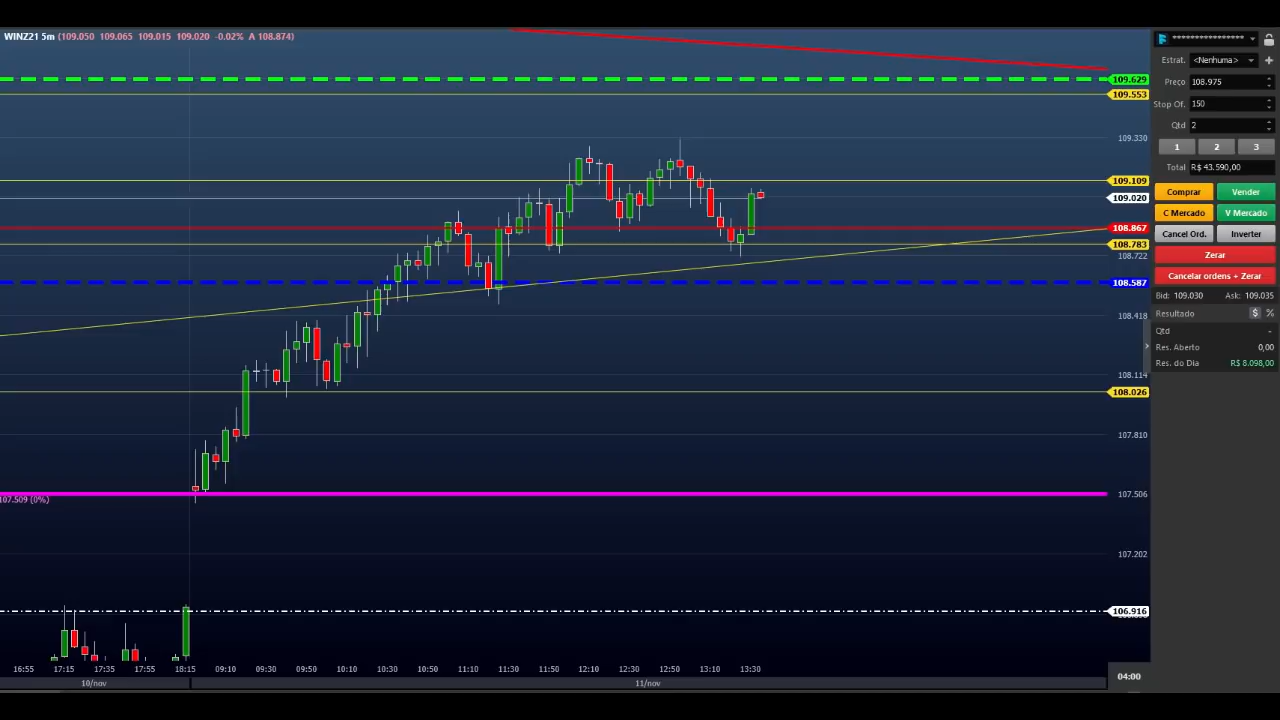 WINZ21 5m (109.050 109.065 109.015 109.020 -0.02% A 108.874)
109.629
109.553
109.330
109.109
109.020
108.867
108.783
108.722
108.587
108.418
108.114
108.026
107.810
107.509 (0%)
107.506
107.202
106.916
16:55 17:15 17:35 17:55 18:15 09:10 09:30 09:50 10:10 10:30 10:50 11:10 11:30 11:50 12:10 12:30 12:50 13:10 13:30
10/nov 11/nov
04:00
****************
Estrat. <Nenhuma>
Preço 108.975
Stop Of. 150
Qtd 2
1 2 3
Total R$ 43.590,00
Comprar Vender
C Mercado V Mercado
Cancel Ord. Inverter
Zerar
Cancelar ordens + Zerar
Bid: 109.030 Ask: 109.035
Resultado $ %
Qtd -
Res. Aberto 0,00
Res. do Dia R$ 8.098,00